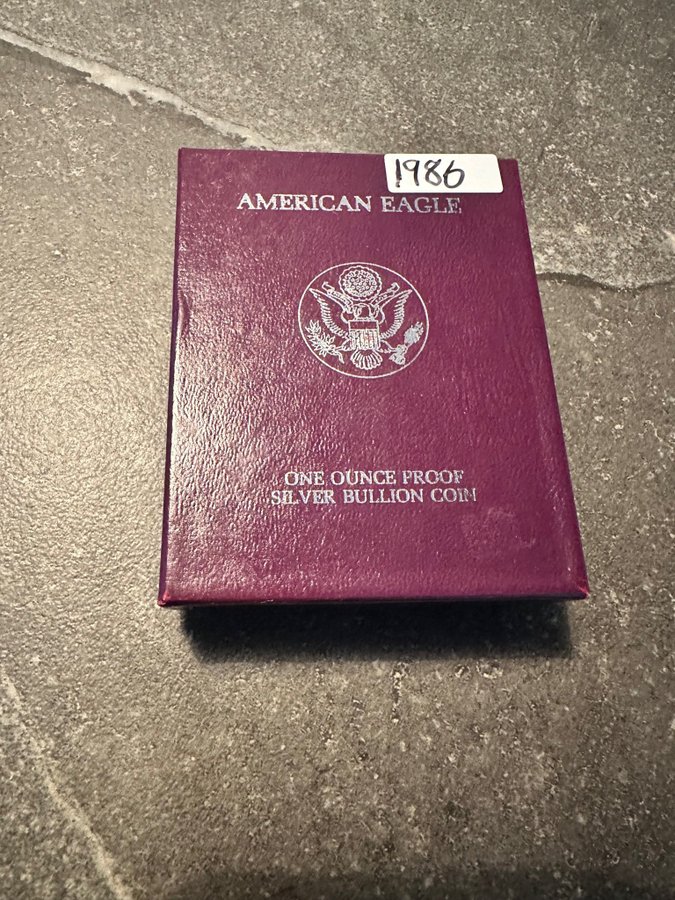 1986
AMERICAN EAGLE
ONE OUNCE PROOF
SILVER BULLION COIN